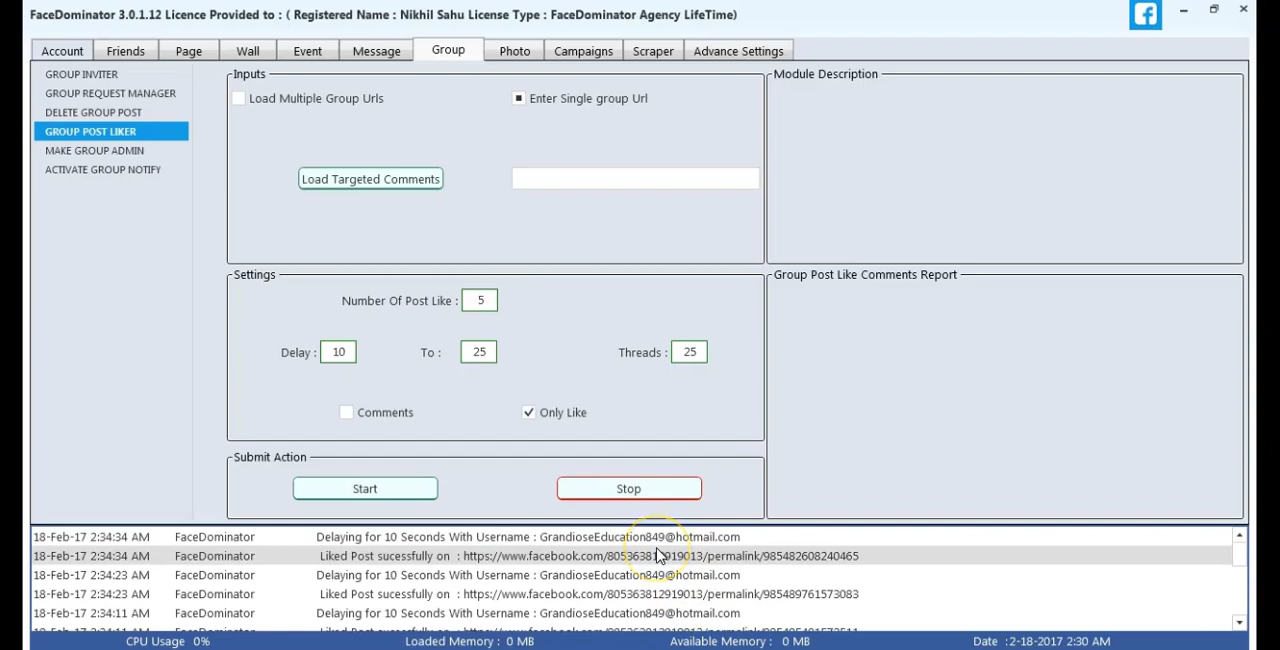 FaceDominator 3.0.1.12 Licence Provided to : ( Registered Name : Nikhil Sahu License Type : FaceDominator Agency LifeTime)
Account Friends Page Wall Event Message Group Photo Campaigns Scraper Advance Settings
GROUP INVITER
GROUP REQUEST MANAGER
DELETE GROUP POST
GROUP POST LIKER
MAKE GROUP ADMIN
ACTIVATE GROUP NOTIFY
Inputs
Load Multiple Group Urls Enter Single group Url
Load Targeted Comments
Module Description
Settings
Number Of Post Like : 5
Delay : 10 To : 25 Threads : 25
Comments Only Like
Group Post Like Comments Report
Submit Action
Start Stop
18-Feb-17 2:34:34 AM FaceDominator Delaying for 10 Seconds With Username : GrandioseEducation849@hotmail.com
18-Feb-17 2:34:34 AM FaceDominator Liked Post sucessfully on : https://www.facebook.com/805363812919013/permalink/985482608240465
18-Feb-17 2:34:23 AM FaceDominator Delaying for 10 Seconds With Username : GrandioseEducation849@hotmail.com
18-Feb-17 2:34:23 AM FaceDominator Liked Post sucessfully on : https://www.facebook.com/805363812919013/permalink/985489761573083
18-Feb-17 2:34:11 AM FaceDominator Delaying for 10 Seconds With Username : GrandioseEducation849@hotmail.com
CPU Usage 0% Loaded Memory : 0 MB Available Memory : 0 MB Date : 2-18-2017 2:30 AM